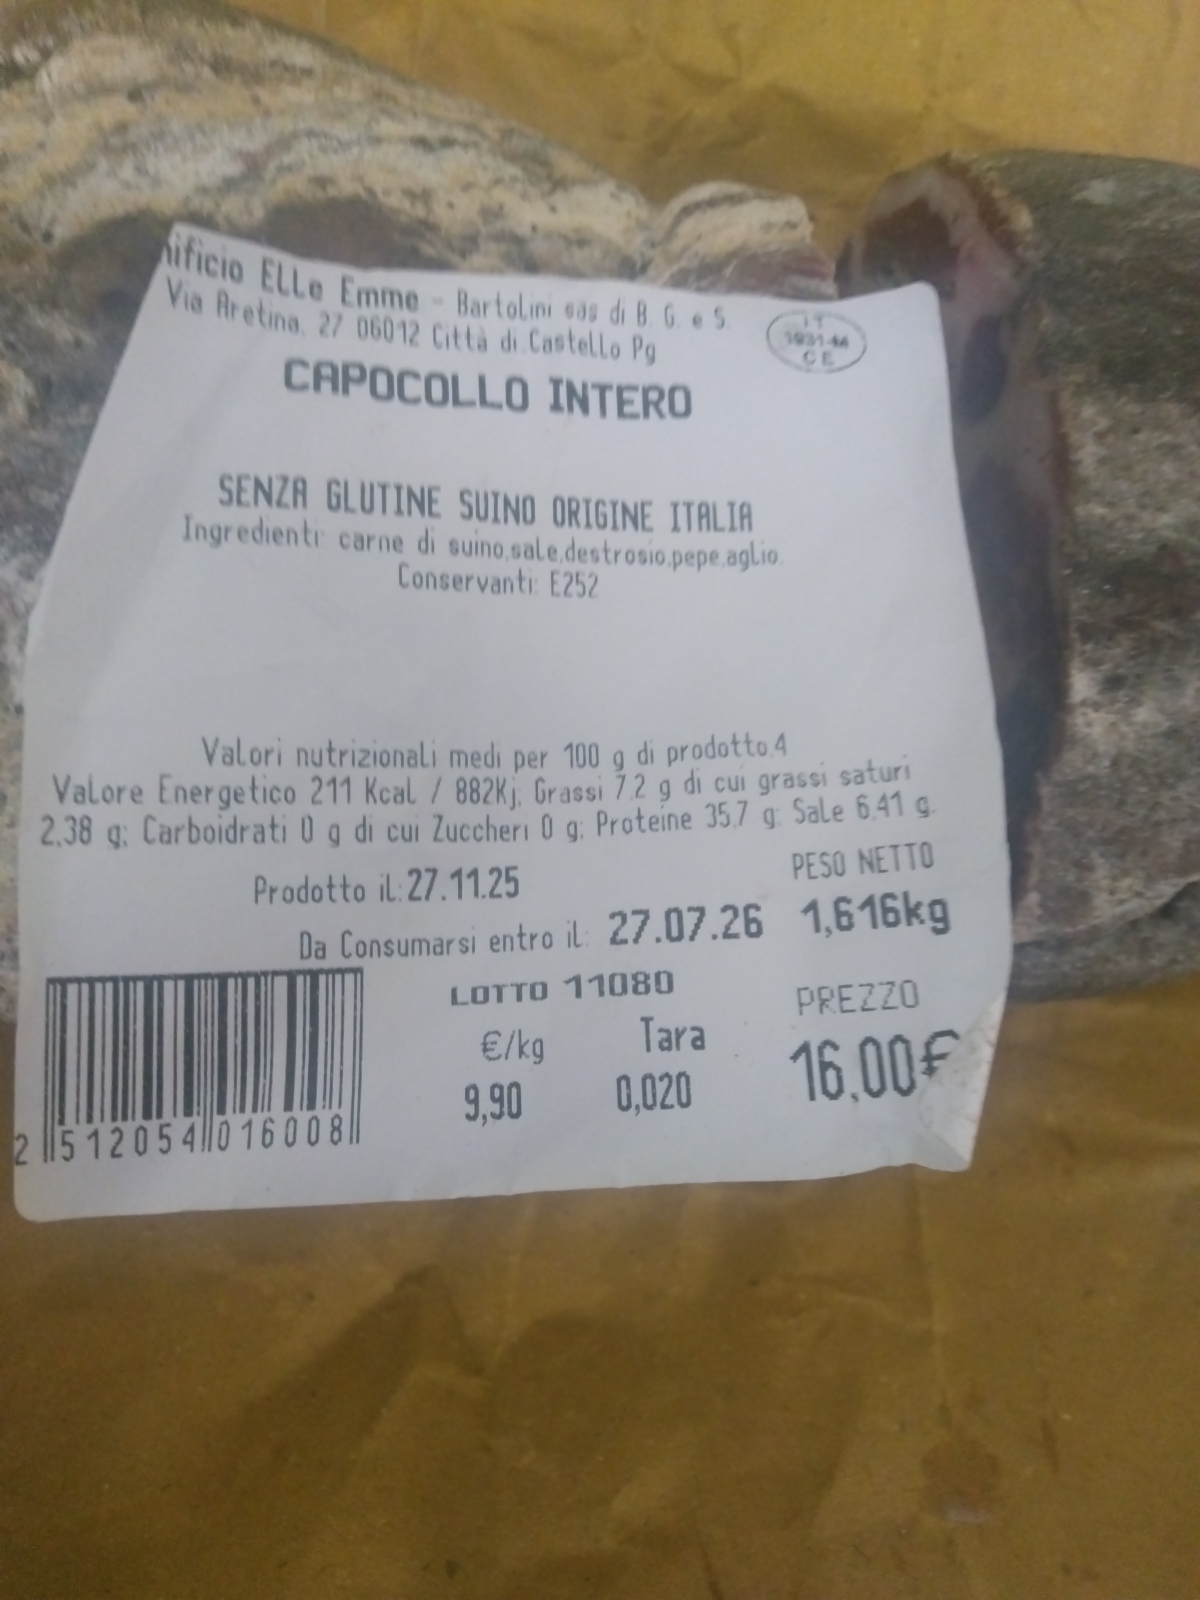 ificio ELLe Emme - Bartolini sas di B. G. e S.
Via Aretina, 27 06012 Città di Castello Pg
IT
CE
CAPOCOLLO INTERO
SENZA GLUTINE SUINO ORIGINE ITALIA
Ingredienti: carne di suino,sale,destrosio,pepe,aglio.
Conservanti: E252
Valori nutrizionali medi per 100 g di prodotto.4
Valore Energetico 211 Kcal / 882Kj; Grassi 7,2 g di cui grassi saturi
2,38 g; Carboidrati 0 g di cui Zuccheri 0 g; Proteine 35,7 g; Sale 6,41 g.
Prodotto il: 27.11.25
PESO NETTO
Da Consumarsi entro il: 27.07.26 1,616kg
LOTTO 11080
PREZZO
€/kg Tara
9,90 0,020 16,00€
2 512054 016008